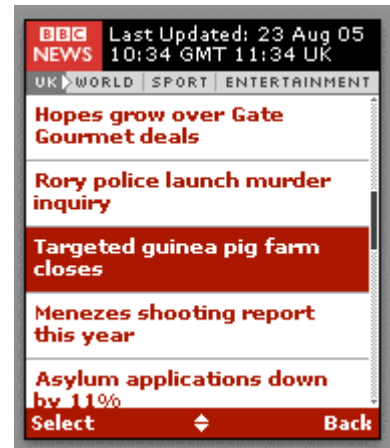 BBC Last Updated: 23 Aug 05
NEWS 10:34 GMT 11:34 UK
UK WORLD | SPORT | ENTERTAINMENT
Hopes grow over Gate
Gourmet deals
Rory police launch murder
inquiry
Targeted guinea pig farm
closes
Menezes shooting report
this year
Asylum applications down
by 11%
Select Back